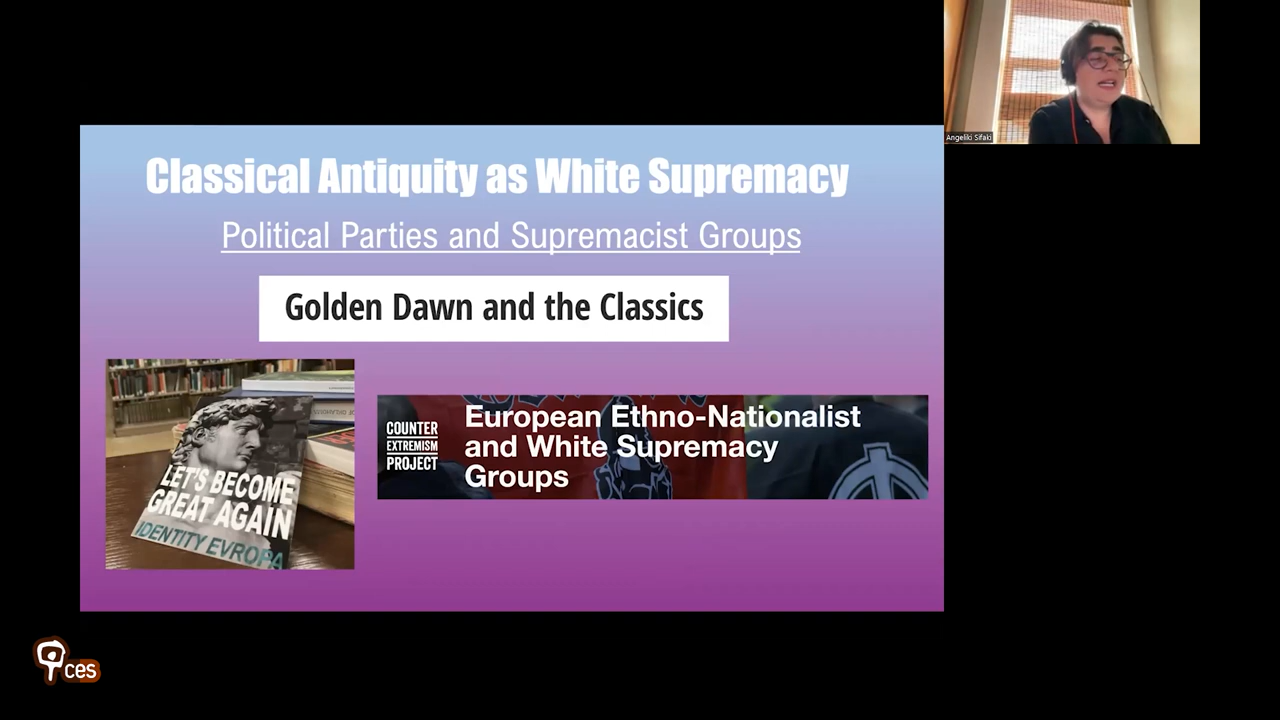 Angeliki Sifaki
Classical Antiquity as White Supremacy
Political Parties and Supremacist Groups
Golden Dawn and the Classics
LET'S BECOME
GREAT AGAIN
IDENTITY EVROPA
COUNTER
EXTREMISM
PROJECT
European Ethno-Nationalist
and White Supremacy
Groups
ces